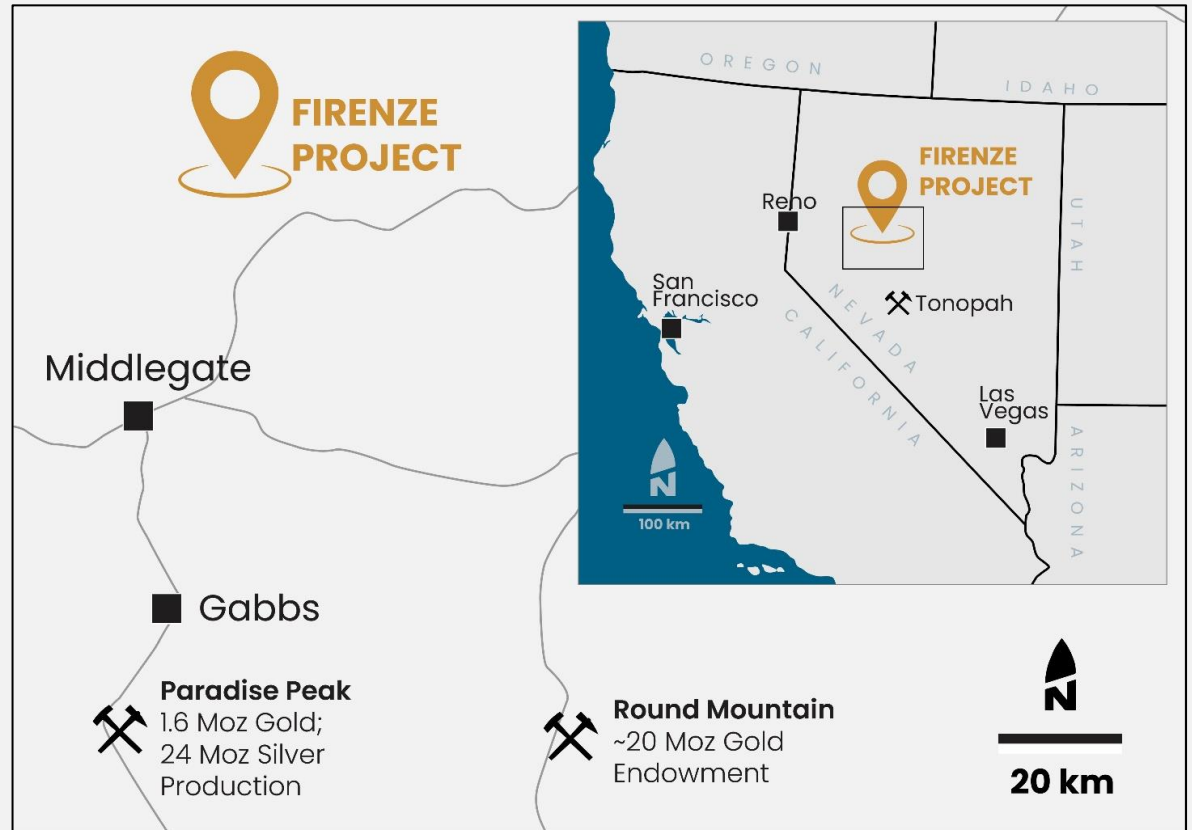 FIRENZE
PROJECT
Middlegate
Gabbs
Paradise Peak
1.6 Moz Gold;
24 Moz Silver
Production
Round Mountain
~20 Moz Gold
Endowment
N
20 km
OREGON
IDAHO
FIRENZE
PROJECT
Reno
UTAH
San
Francisco
NEVADA
CALIFORNIA
Tonopah
Las
Vegas
ARIZONA
N
100 km